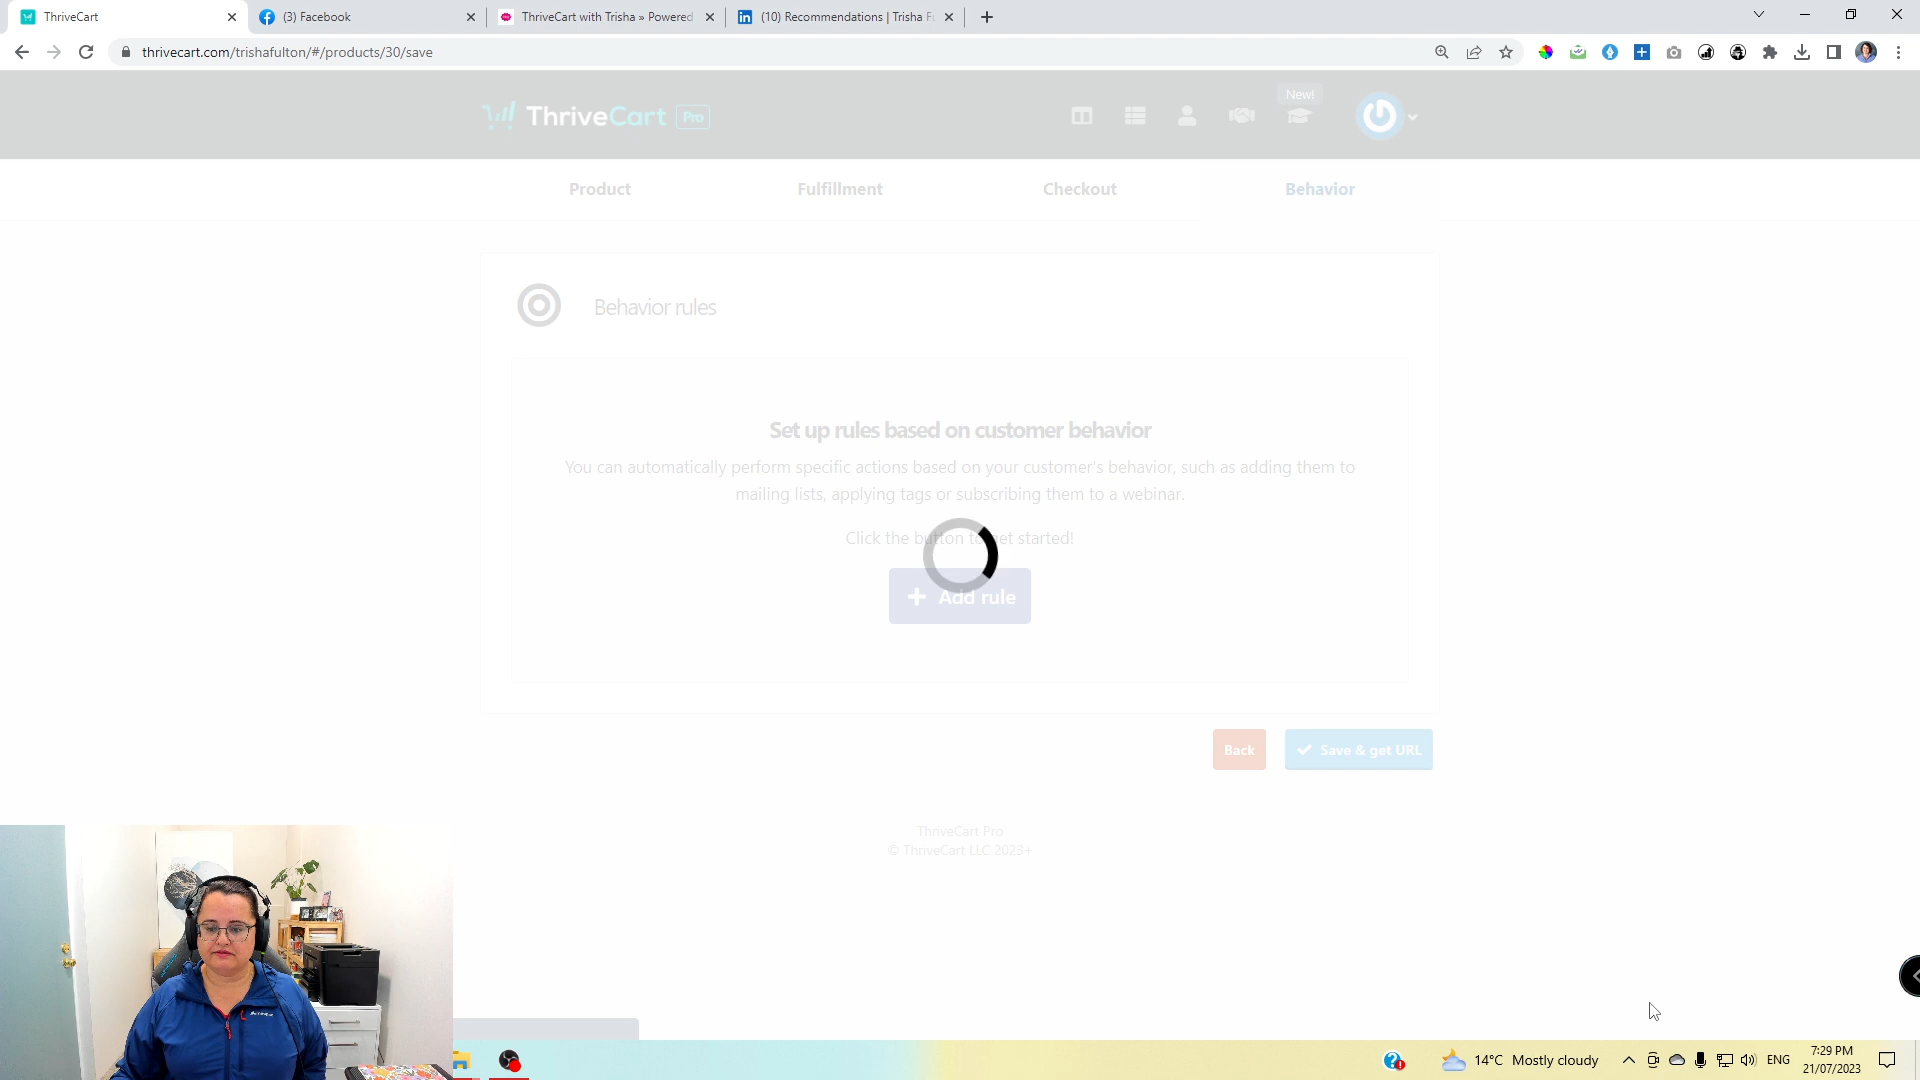 ThriveCart
(3) Facebook
ThriveCart with Trisha » Powered
(10) Recommendations | Trisha Fu
thrivecart.com/trishafulton/#/products/30/save
ThriveCart Pro
New!
Product
Fulfillment
Checkout
Behavior
Behavior rules
Set up rules based on customer behavior
You can automatically perform specific actions based on your customer's behavior, such as adding them to
mailing lists, applying tags or subscribing them to a webinar.
Click the button to get started!
Add rule
Back
Save & get URL
ThriveCart Pro
© ThriveCart LLC 2023+
14°C Mostly cloudy
ENG
7:29 PM
21/07/2023